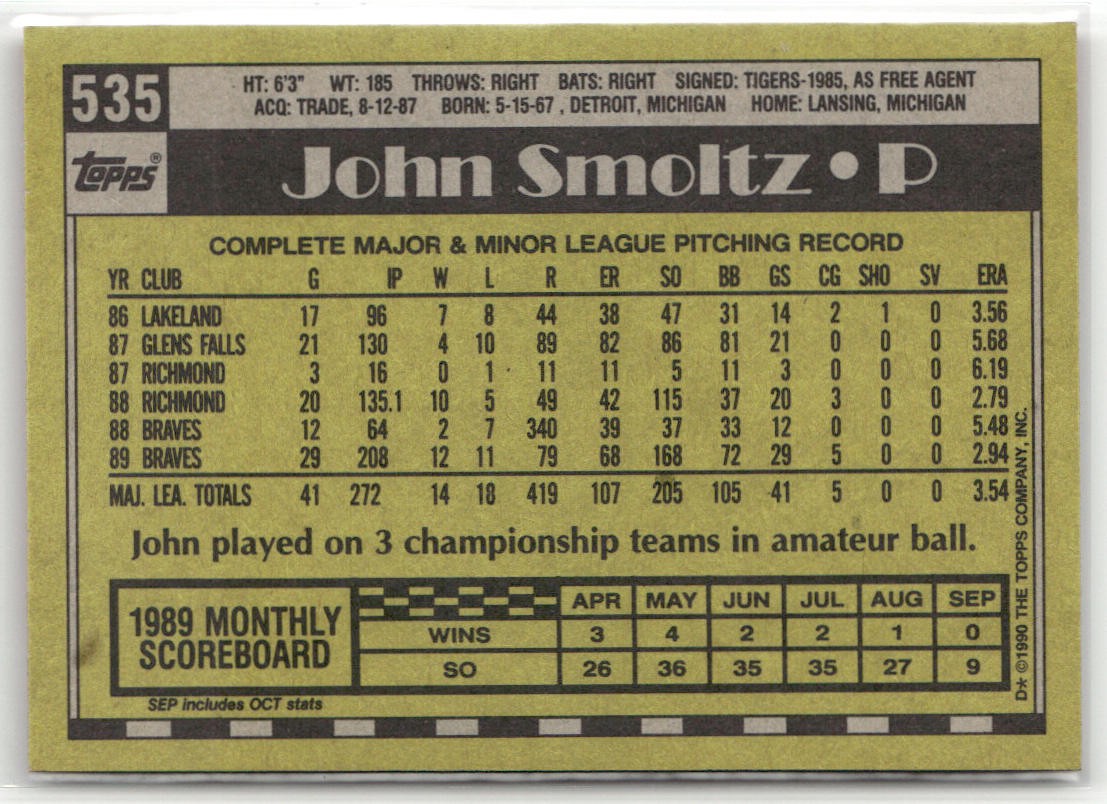 535
HT: 6'3" WT: 185 THROWS: RIGHT BATS: RIGHT SIGNED: TIGERS-1985, AS FREE AGENT
ACQ: TRADE, 8-12-87 BORN: 5-15-67 , DETROIT, MICHIGAN HOME: LANSING, MICHIGAN
topps®
John Smoltz • P
COMPLETE MAJOR & MINOR LEAGUE PITCHING RECORD
YR CLUB G IP W L R ER SO BB GS CG SHO SV ERA
86 LAKELAND 17 96 7 8 44 38 47 31 14 2 1 0 3.56
87 GLENS FALLS 21 130 4 10 89 82 86 81 21 0 0 0 5.68
87 RICHMOND 3 16 0 1 11 11 5 11 3 0 0 0 6.19
88 RICHMOND 20 135.1 10 5 49 42 115 37 20 3 0 0 2.79
88 BRAVES 12 64 2 7 340 39 37 33 12 0 0 0 5.48
89 BRAVES 29 208 12 11 79 68 168 72 29 5 0 0 2.94
MAJ. LEA. TOTALS 41 272 14 18 419 107 205 105 41 5 0 0 3.54
John played on 3 championship teams in amateur ball.
1989 MONTHLY
SCOREBOARD
APR MAY JUN JUL AUG SEP
WINS 3 4 2 2 1 0
SO 26 36 35 35 27 9
SEP includes OCT stats
D* ©1990 THE TOPPS COMPANY, INC.